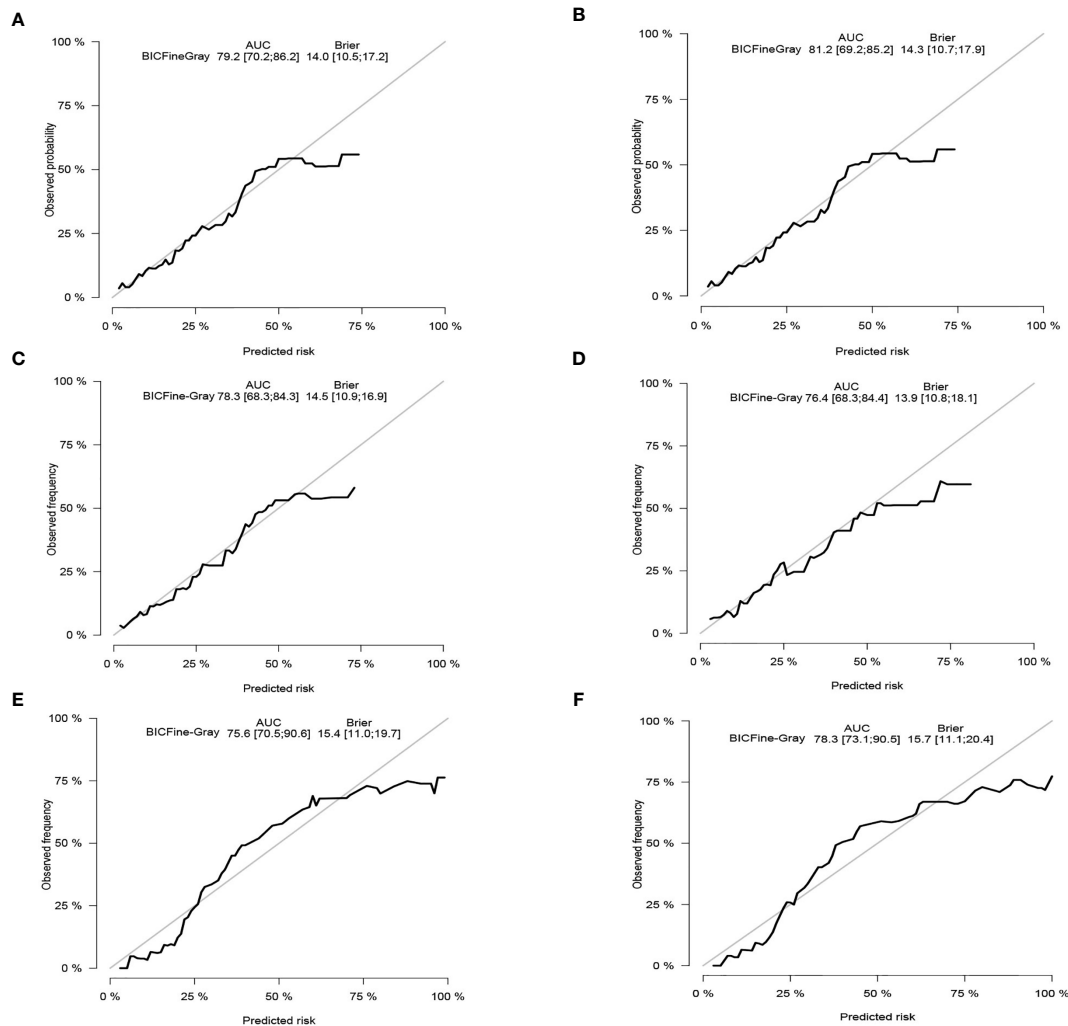 A
AUC Brier
BICFineGray 79.2 [70.2;86.2] 14.0 [10.5;17.2]
100 %
75 %
50 %
25 %
0 %
Observed probability
0 % 25 % 50 % 75 % 100 %
Predicted risk
B
AUC Brier
BICFineGray 81.2 [69.2;85.2] 14.3 [10.7;17.9]
100 %
75 %
50 %
25 %
0 %
Observed probability
0 % 25 % 50 % 75 % 100 %
Predicted risk
C
AUC Brier
BICFine-Gray 78.3 [68.3;84.3] 14.5 [10.9;16.9]
100 %
75 %
50 %
25 %
0 %
Observed frequency
0 % 25 % 50 % 75 % 100 %
Predicted risk
D
AUC Brier
BICFine-Gray 76.4 [68.3;84.4] 13.9 [10.8;18.1]
100 %
75 %
50 %
25 %
0 %
Observed frequency
0 % 25 % 50 % 75 % 100 %
Predicted risk
E
AUC Brier
BICFine-Gray 75.6 [70.5;90.6] 15.4 [11.0;19.7]
100 %
75 %
50 %
25 %
0 %
Observed frequency
0 % 25 % 50 % 75 % 100 %
Predicted risk
F
AUC Brier
BICFine-Gray 78.3 [73.1;90.5] 15.7 [11.1;20.4]
100 %
75 %
50 %
25 %
0 %
Observed frequency
0 % 25 % 50 % 75 % 100 %
Predicted risk